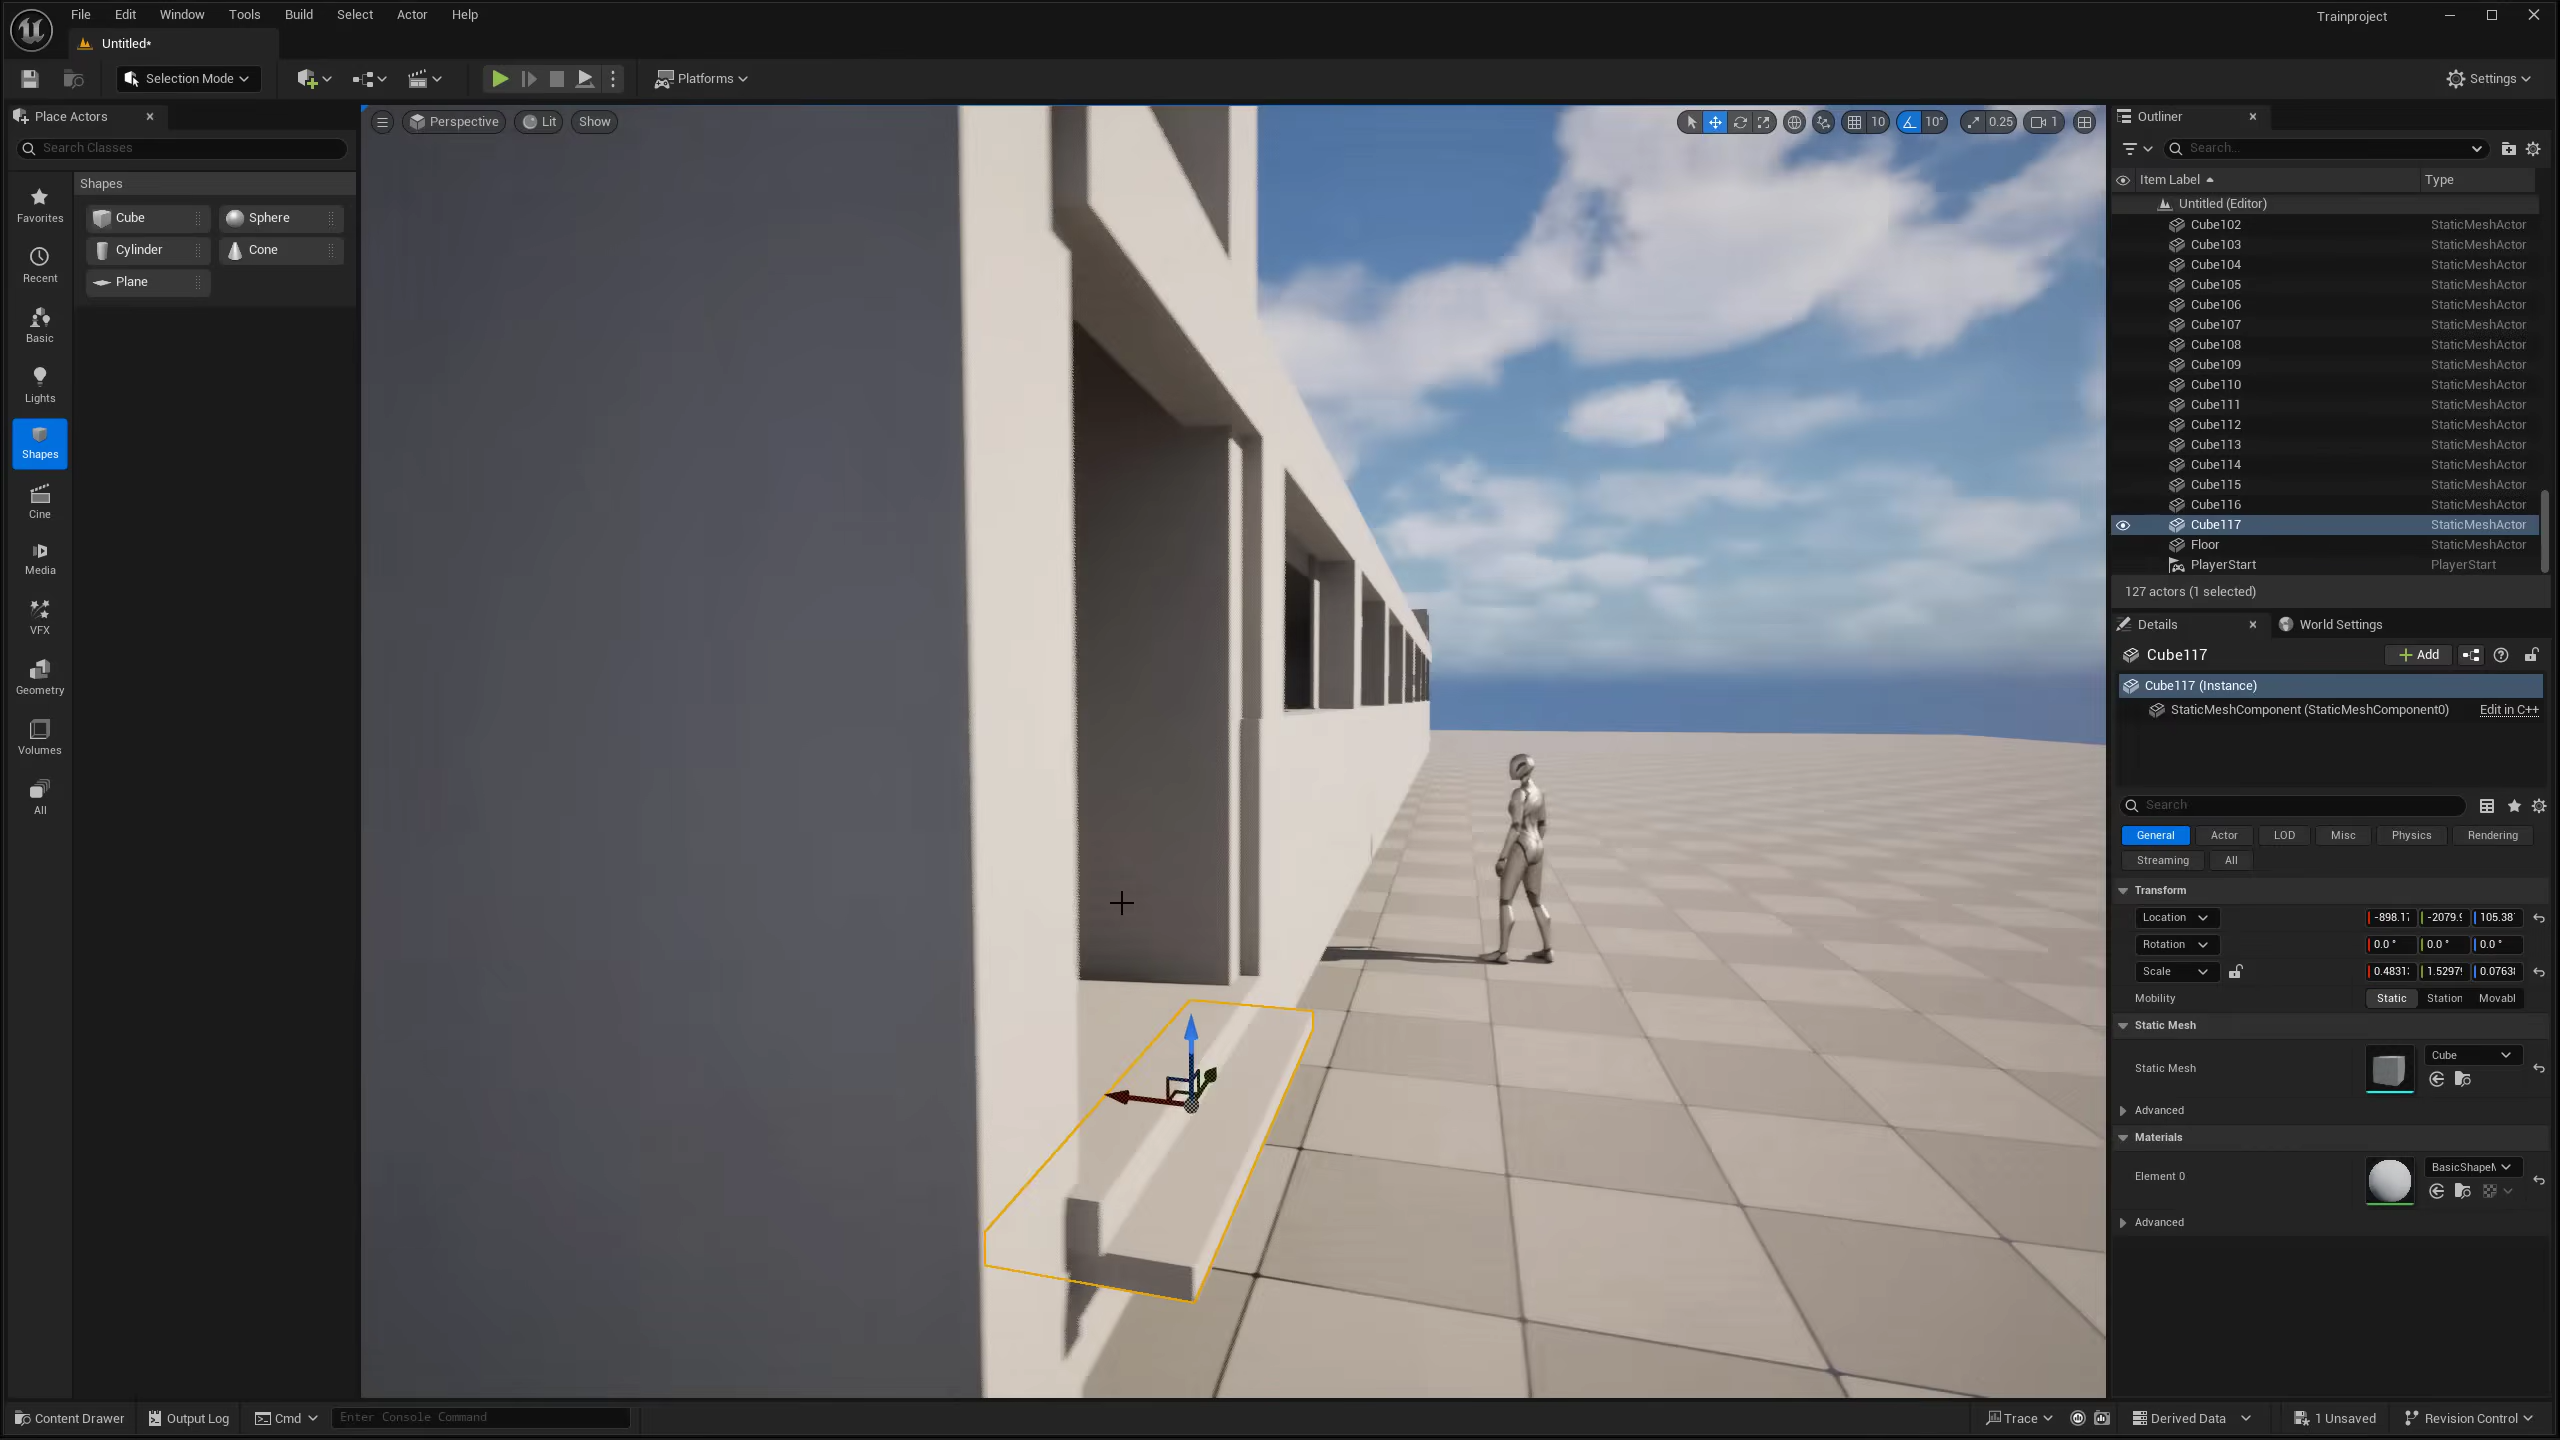 File Edit Window Tools Build Select Actor Help
Trainproject
Untitled*
Selection Mode
Platforms
Settings
Place Actors
Search Classes
Shapes
Cube
Sphere
Cylinder
Cone
Plane
Favorites
Recent
Basic
Lights
Shapes
Cine
Media
VFX
Geometry
Volumes
All
Perspective
Lit
Show
10
10°
0.25
1
Outliner
Search...
Item Label
Type
Untitled (Editor)
Cube102 StaticMeshActor
Cube103 StaticMeshActor
Cube104 StaticMeshActor
Cube105 StaticMeshActor
Cube106 StaticMeshActor
Cube107 StaticMeshActor
Cube108 StaticMeshActor
Cube109 StaticMeshActor
Cube110 StaticMeshActor
Cube111 StaticMeshActor
Cube112 StaticMeshActor
Cube113 StaticMeshActor
Cube114 StaticMeshActor
Cube115 StaticMeshActor
Cube116 StaticMeshActor
Cube117 StaticMeshActor
Floor StaticMeshActor
PlayerStart PlayerStart
127 actors (1 selected)
Details
World Settings
Cube117
Add
Cube117 (Instance)
StaticMeshComponent (StaticMeshComponent0) Edit in C++
Search
General Actor LOD Misc Physics Rendering
Streaming All
Transform
Location -898.1 -2079.9 105.38
Rotation 0.0 ° 0.0 ° 0.0 °
Scale 0.4831 1.5297 0.0763
Mobility Static Station Movabl
Static Mesh
Static Mesh Cube
Advanced
Materials
Element 0 BasicShapeM
Advanced
Content Drawer
Output Log
Cmd
Enter Console Command
Trace
Derived Data
1 Unsaved
Revision Control